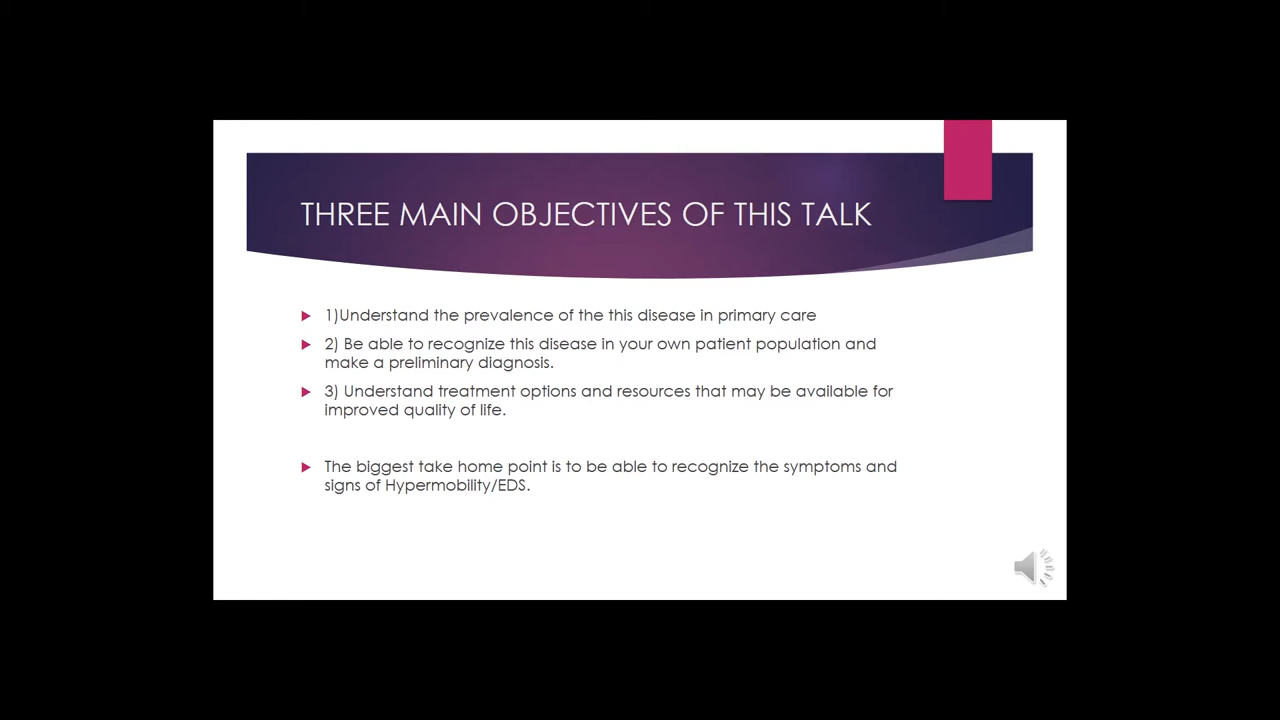 THREE MAIN OBJECTIVES OF THIS TALK
1)Understand the prevalence of the this disease in primary care
2) Be able to recognize this disease in your own patient population and
make a preliminary diagnosis.
3) Understand treatment options and resources that may be available for
improved quality of life.
The biggest take home point is to be able to recognize the symptoms and
signs of Hypermobility/EDS.